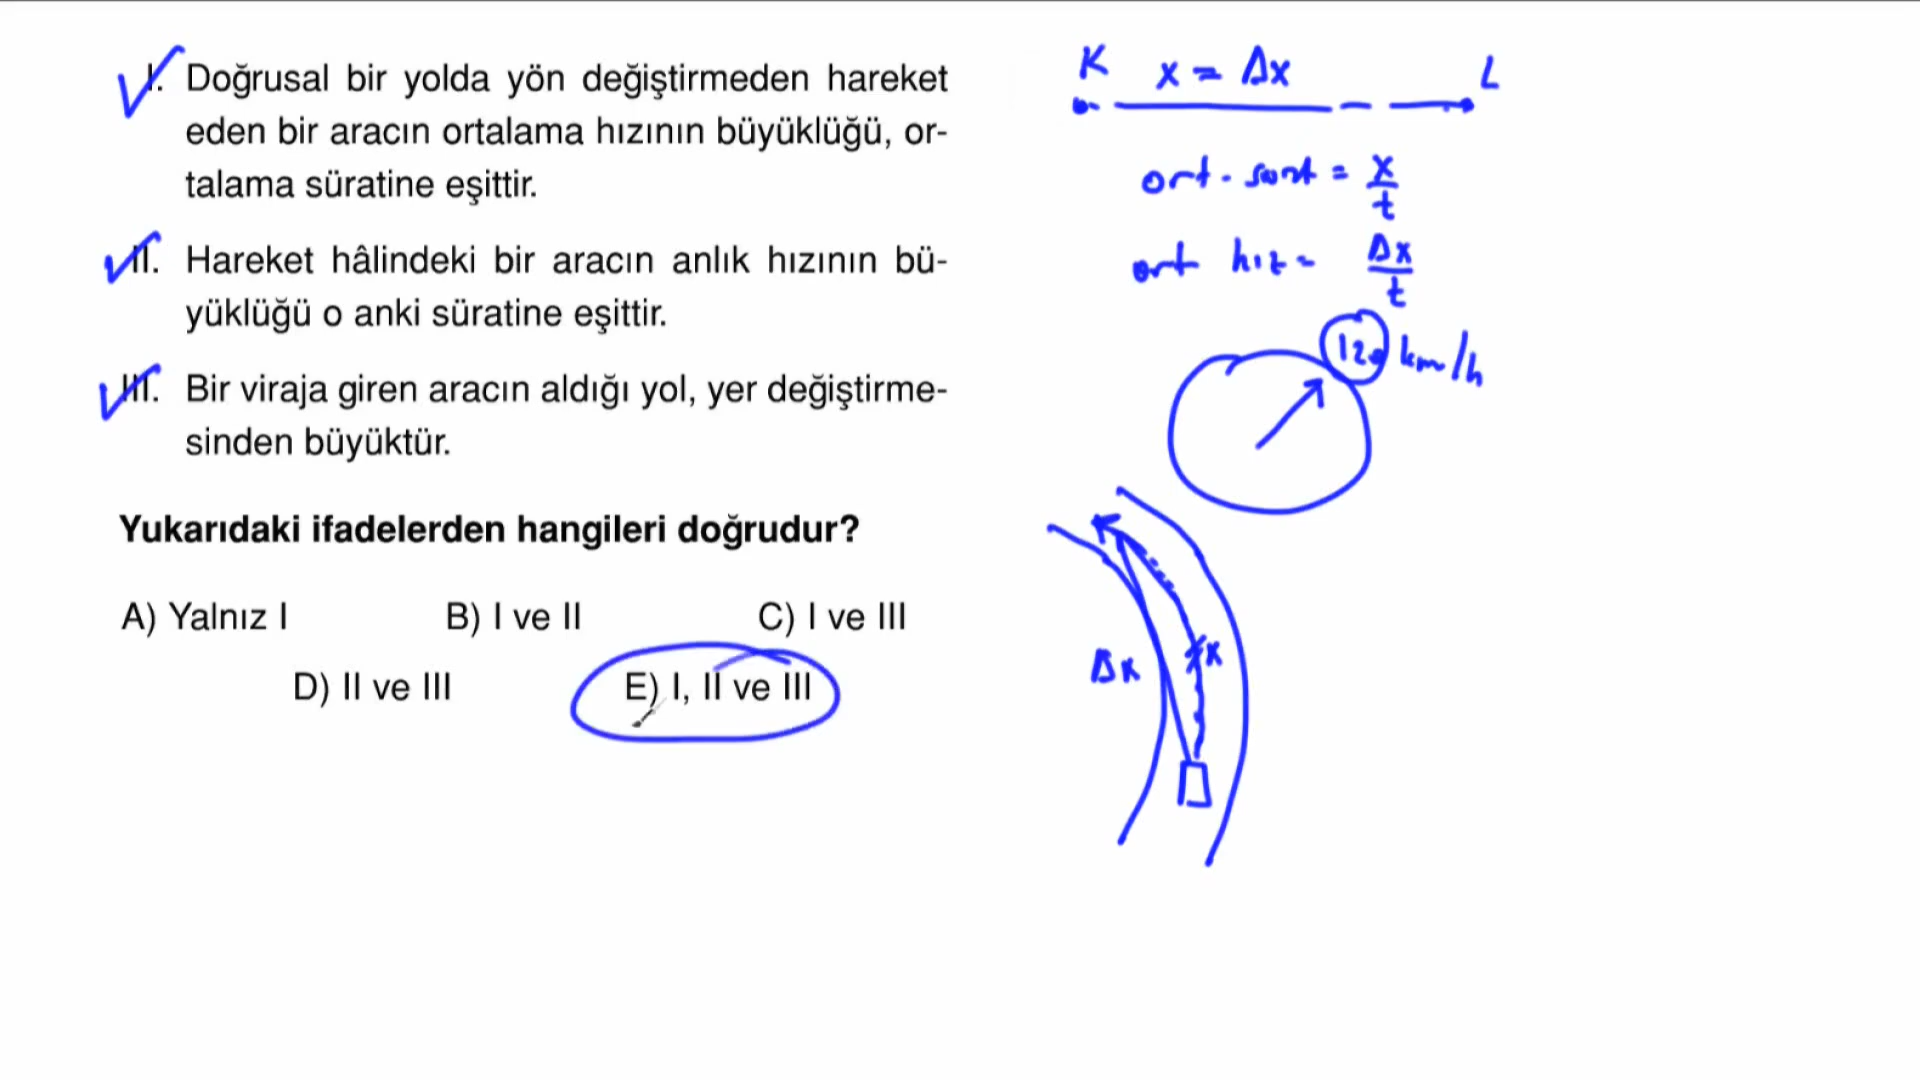 I. Doğrusal bir yolda yön değiştirmeden hareket
eden bir aracın ortalama hızının büyüklüğü, or-
talama süratine eşittir.
II. Hareket hâlindeki bir aracın anlık hızının bü-
yüklüğü o anki süratine eşittir.
III. Bir viraja giren aracın aldığı yol, yer değiştirme-
sinden büyüktür.
Yukarıdaki ifadelerden hangileri doğrudur?
A) Yalnız I B) I ve II C) I ve III
D) II ve III E) I, II ve III
K x = Δx L
ort. sürat = x/t
ort hız = Δx/t
120 km/h
Δx x